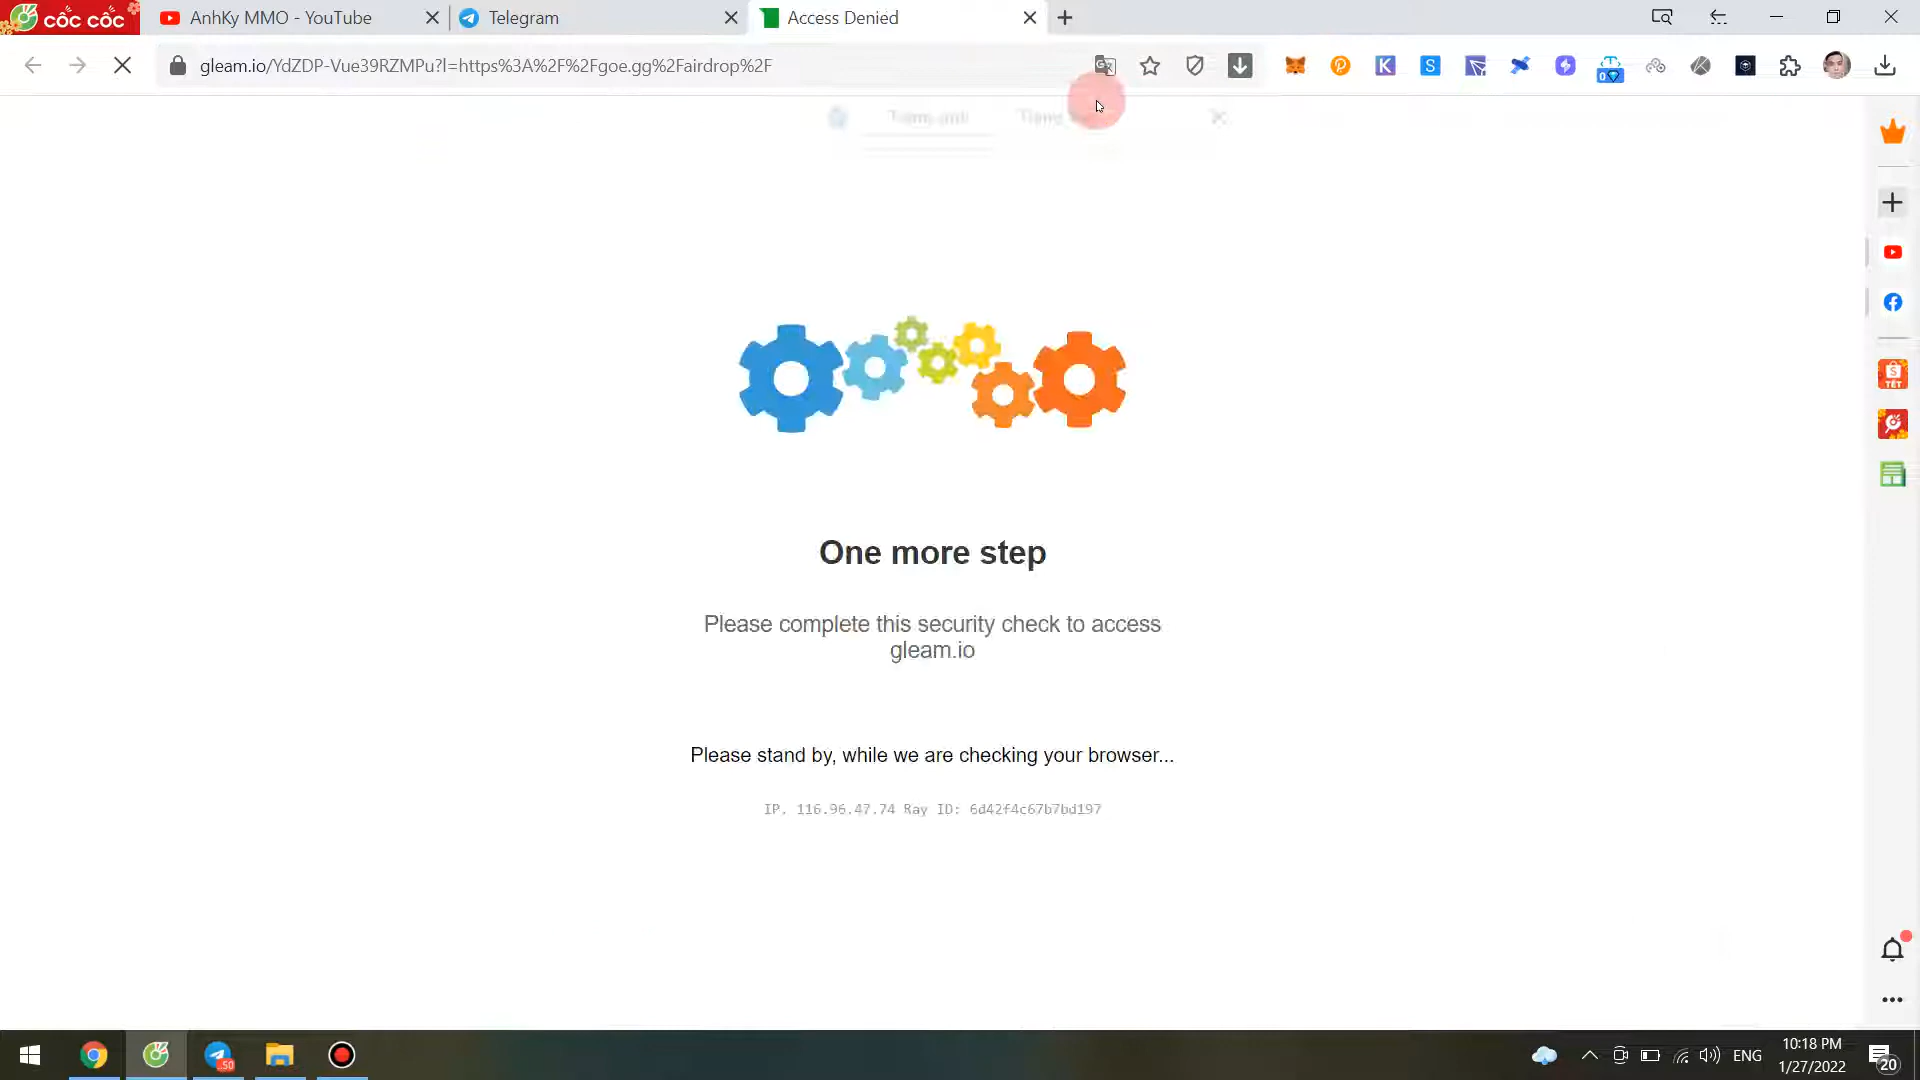 cốc cốc
AnhKy MMO - YouTube
Telegram
Access Denied
gleam.io/YdZDP-Vue39RZMPu?l=https%3A%2F%2Fgoe.gg%2Fairdrop%2F
One more step
Please complete this security check to access
gleam.io
Please stand by, while we are checking your browser...
IP. 116.96.47.74 Ray ID: 6d42f4c67b7bd197
50
ENG
10:18 PM
1/27/2022
20